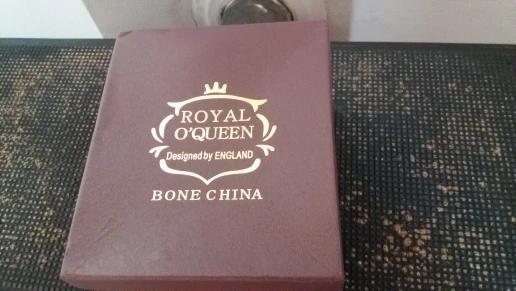 ROYAL
O'QUEEN
Designed by ENGLAND
BONE CHINA